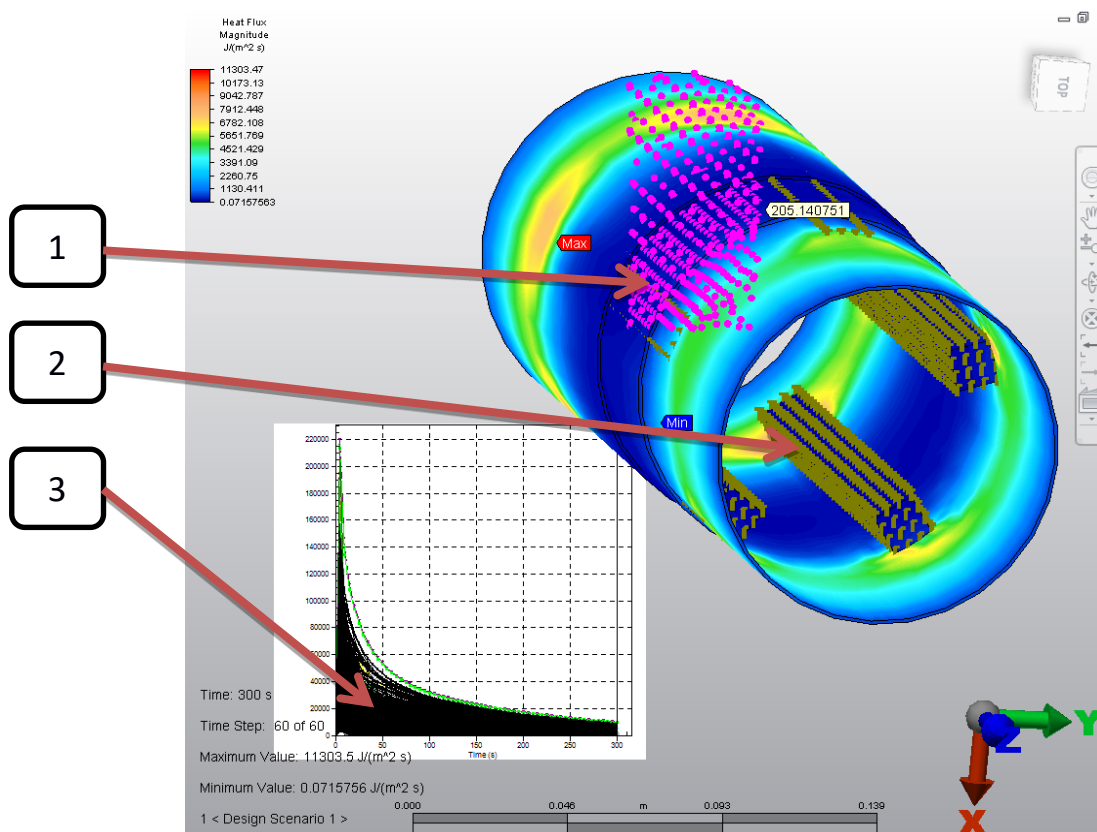 Heat Flux
Magnitude
J/(m^2 s)
11303.47
10173.13
9042.787
7912.448
6782.108
5651.769
4521.429
3391.09
2260.75
1130.411
0.07157563
TOP
1
2
3
205.140751
Max
Min
220000
200000
180000
160000
140000
120000
100000
80000
60000
40000
20000
0
0 50 100 150 200 250 300
Time (s)
Time: 300 s
Time Step: 60 of 60
Maximum Value: 11303.5 J/(m^2 s)
Minimum Value: 0.0715756 J/(m^2 s)
1 < Design Scenario 1 >
0.000 0.046 m 0.093 0.139
Y
Z
X